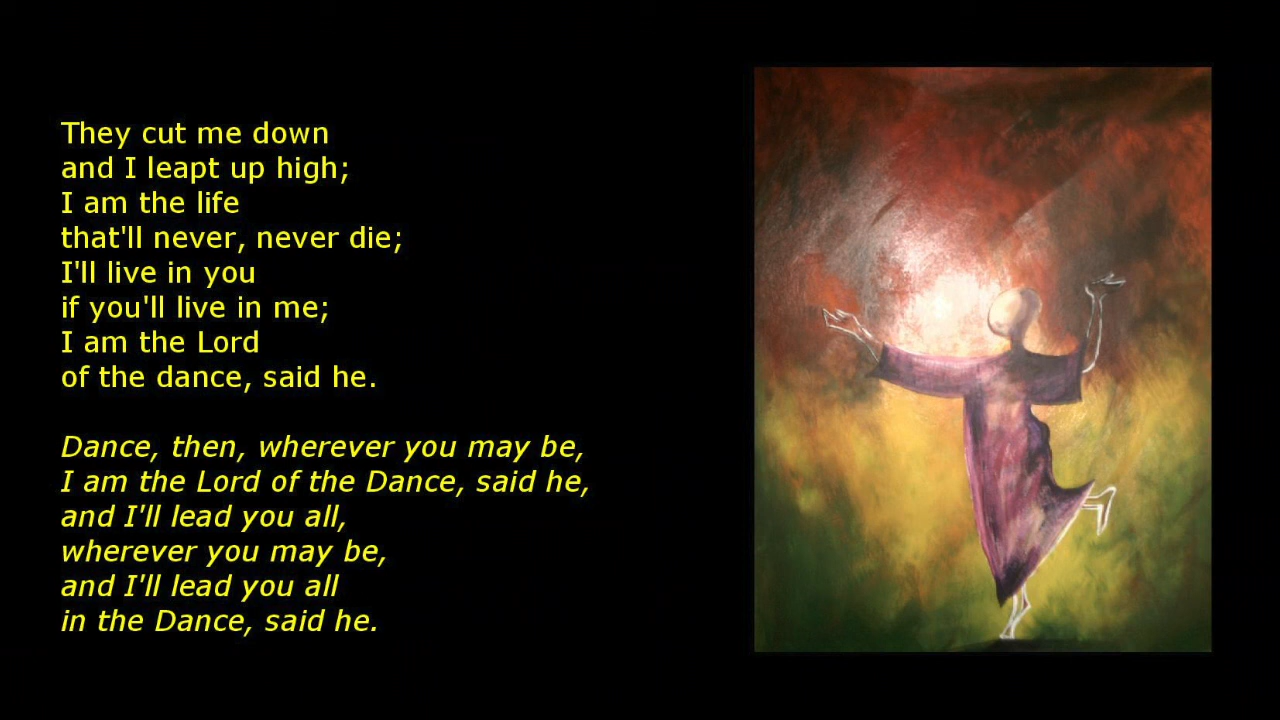 They cut me down
and I leapt up high;
I am the life
that'll never, never die;
I'll live in you
if you'll live in me;
I am the Lord
of the dance, said he.
Dance, then, wherever you may be,
I am the Lord of the Dance, said he,
and I'll lead you all,
wherever you may be,
and I'll lead you all
in the Dance, said he.